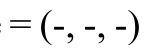 = (-, -, -)